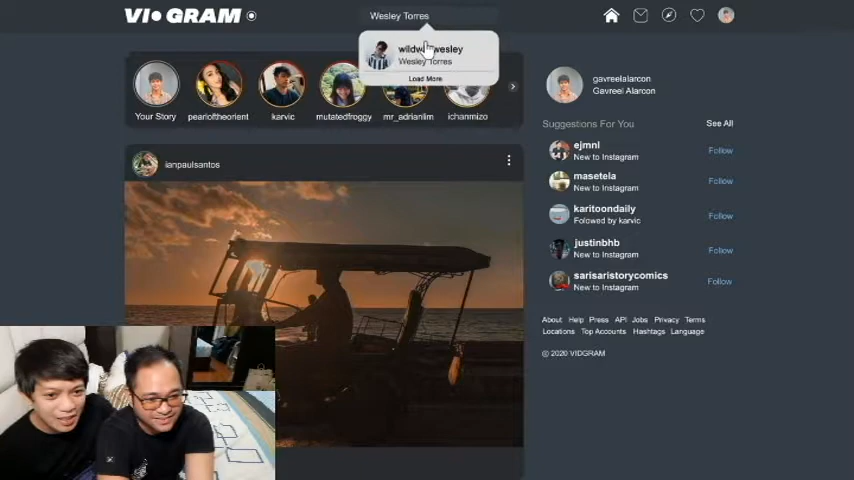 VIDGRAM
Wesley Torres
Wesley Torres
Load More
Your Story
pearloftheorient
karvic
mutatedfroggy
mr_adrianlim
ichanmizo
ianpaulsantos
gavreelalarcon
Gavreel Alarcon
Suggestions For You See All
ejmnl
New to Instagram Follow
masetela
New to Instagram Follow
karitoondaily
Folowed by karvic Follow
justinbhb
New to Instagram Follow
sarisaristorycomics
New to Instagram Follow
About Help Press API Jobs Privacy Terms
Locations Top Accounts Hashtags Language
© 2020 VIDGRAM